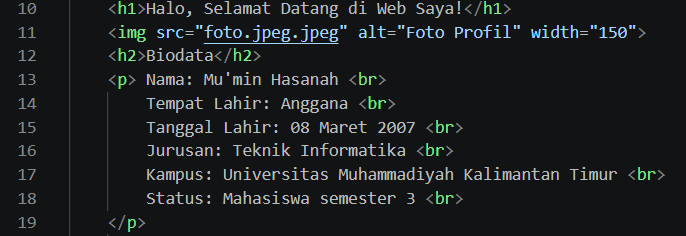 10 <h1>Halo, Selamat Datang di Web Saya!</h1>
11 <img src="foto.jpeg.jpeg" alt="Foto Profil" width="150">
12 <h2>Biodata</h2>
13 <p> Nama: Mu'min Hasanah <br>
14 Tempat Lahir: Anggana <br>
15 Tanggal Lahir: 08 Maret 2007 <br>
16 Jurusan: Teknik Informatika <br>
17 Kampus: Universitas Muhammadiyah Kalimantan Timur <br>
18 Status: Mahasiswa semester 3 <br>
19 </p>